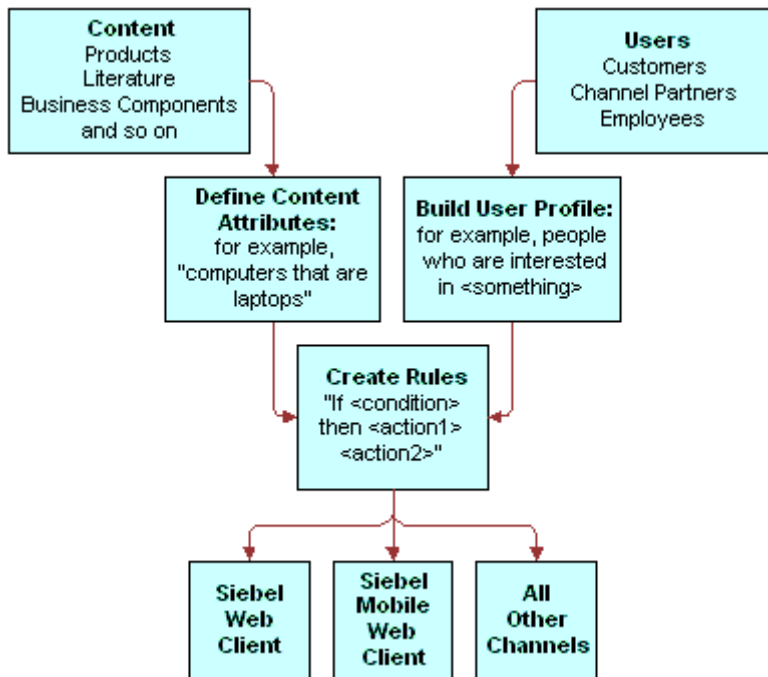 Content
Products
Literature
Business Components
and so on
Users
Customers
Channel Partners
Employees
Define Content
Attributes:
for example,
"computers that are
laptops"
Build User Profile:
for example, people
who are interested
in <something>
Create Rules
"If <condition>
then <action1>
<action2>"
Siebel
Web
Client
Siebel
Mobile
Web
Client
All
Other
Channels